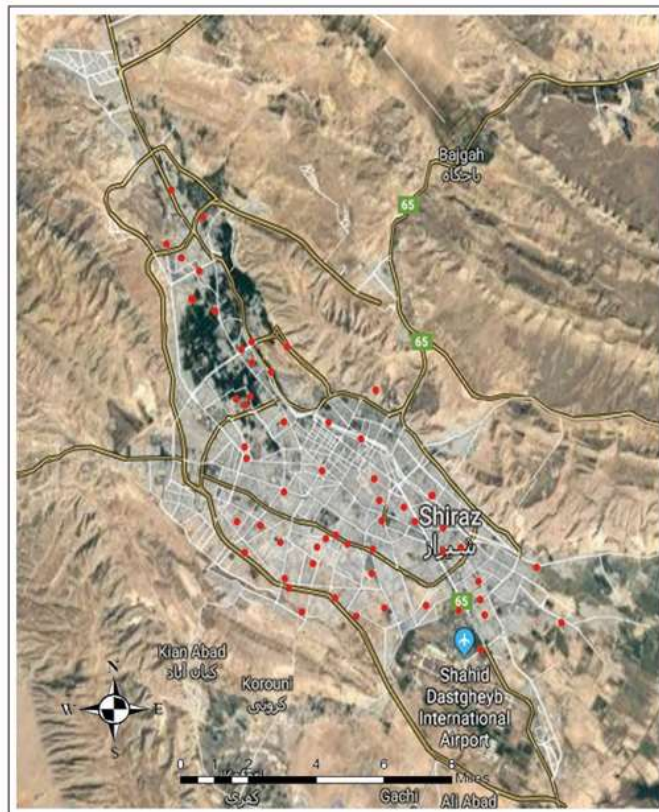 Bajgah
باجگاه
65
65
Shiraz
شیراز
65
Kian Abad
کیان آباد
Korouni
کرونی
Shahid
Dastgheyb
International
Airport
N
W
E
S
0
2
4
6
8
Miles
کفری
Gachi
Ali Abad